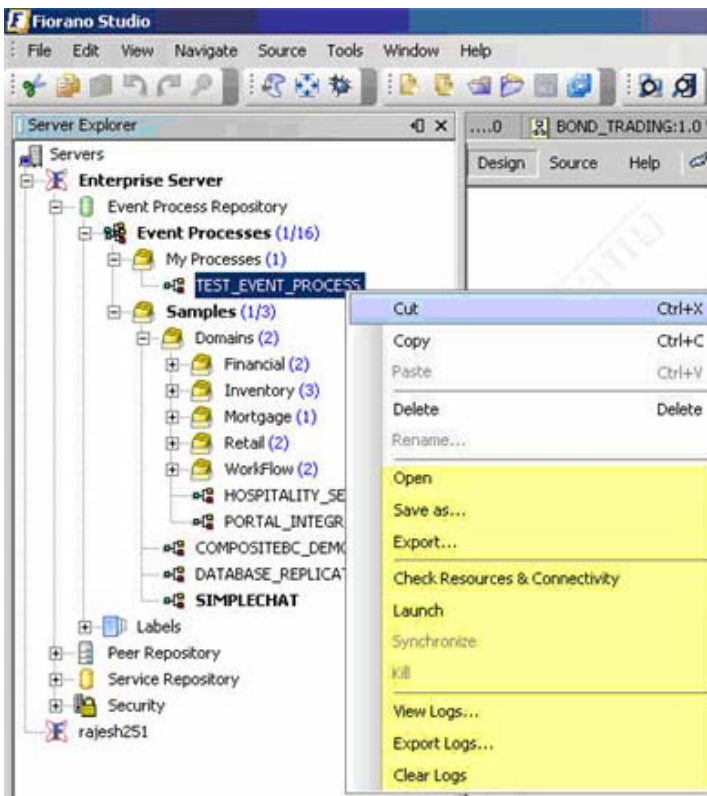 Fiorano Studio
File Edit View Navigate Source Tools Window Help
Server Explorer
....0 BOND_TRADING:1.0
Design Source Help
Servers
Enterprise Server
Event Process Repository
Event Processes (1/16)
My Processes (1)
TEST_EVENT_PROCESS
Samples (1/3)
Domains (2)
Financial (2)
Inventory (3)
Mortgage (1)
Retail (2)
WorkFlow (2)
HOSPITALITY_SE
PORTAL_INTEGR
COMPOSITEBC_DEMO
DATABASE_REPLICAT
SIMPLECHAT
Labels
Peer Repository
Service Repository
Security
rajesh251
Cut Ctrl+X
Copy Ctrl+C
Paste Ctrl+V
Delete Delete
Rename...
Open
Save as...
Export...
Check Resources & Connectivity
Launch
Synchronize
Kill
View Logs...
Export Logs...
Clear Logs